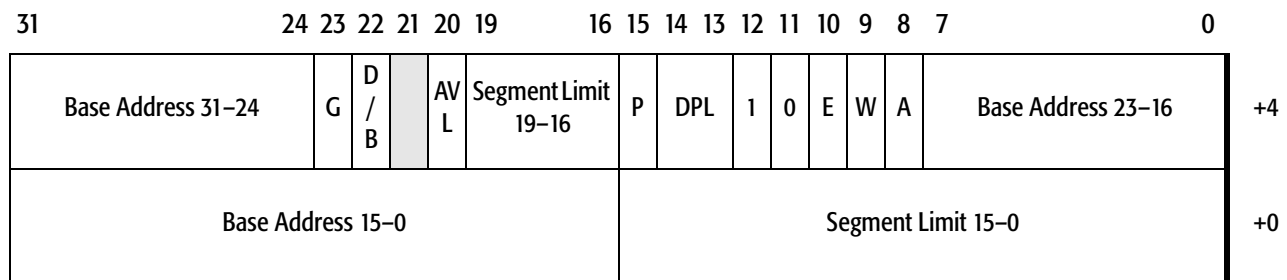 31 24 23 22 21 20 19 16 15 14 13 12 11 10 9 8 7 0
Base Address 31–24 G D/B AVL Segment Limit 19–16 P DPL 1 0 E W A Base Address 23–16 +4
Base Address 15–0 Segment Limit 15–0 +0